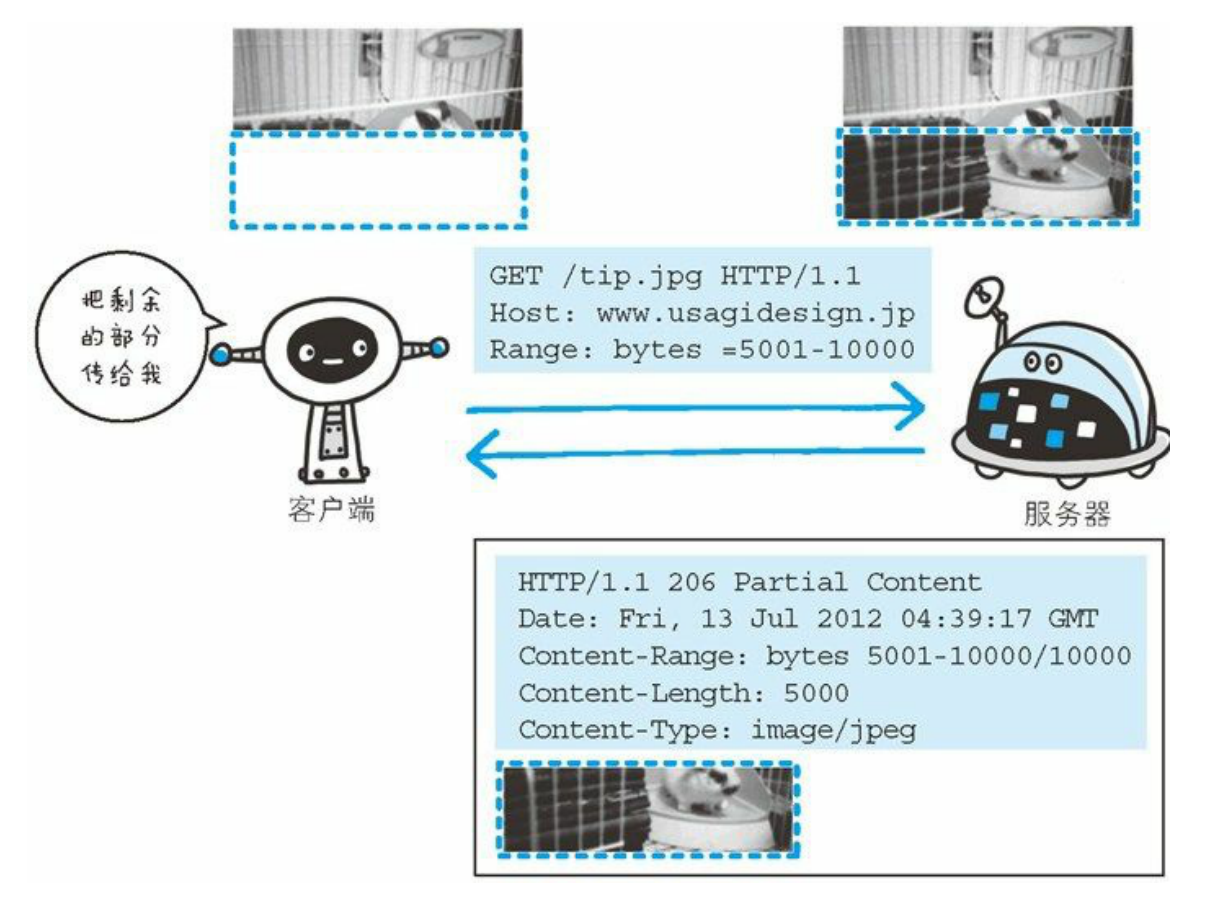 GET /tip.jpg HTTP/1.1
Host: www.usagidesign.jp
Range: bytes =5001-10000
把剩余
的部分
传给我
客户端
服务器
HTTP/1.1 206 Partial Content
Date: Fri, 13 Jul 2012 04:39:17 GMT
Content-Range: bytes 5001-10000/10000
Content-Length: 5000
Content-Type: image/jpeg